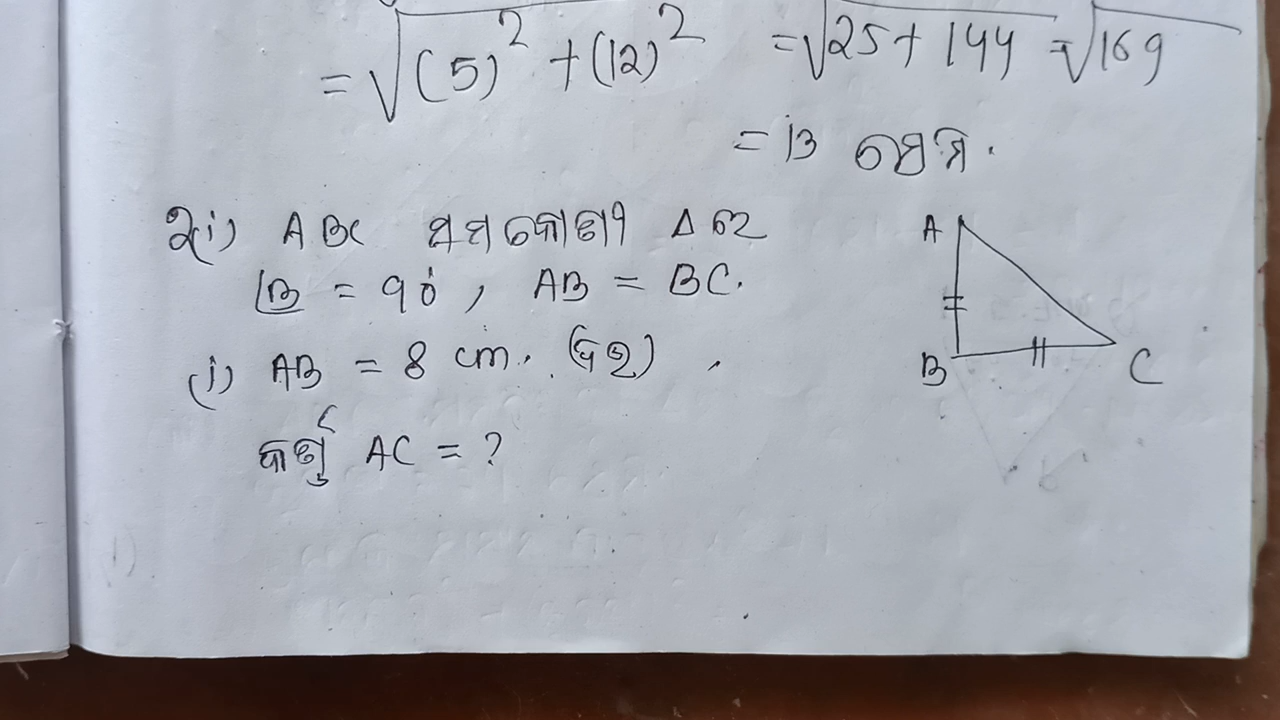 = √(5)² + (12)² = √25 + 144 = √169
= 13 ସେମି.
2(i) ABC ସମକୋଣୀ Δ ରେ
∠B = 90°, AB = BC.
(i) AB = 8 cm. (ଦତ୍ତ)
କର୍ଣ୍ଣ AC = ?
A
B
C